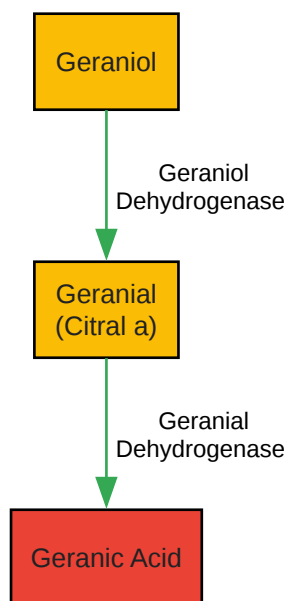 Geraniol
Geraniol
Dehydrogenase
Geranial
(Citral a)
Geranial
Dehydrogenase
Geranic Acid